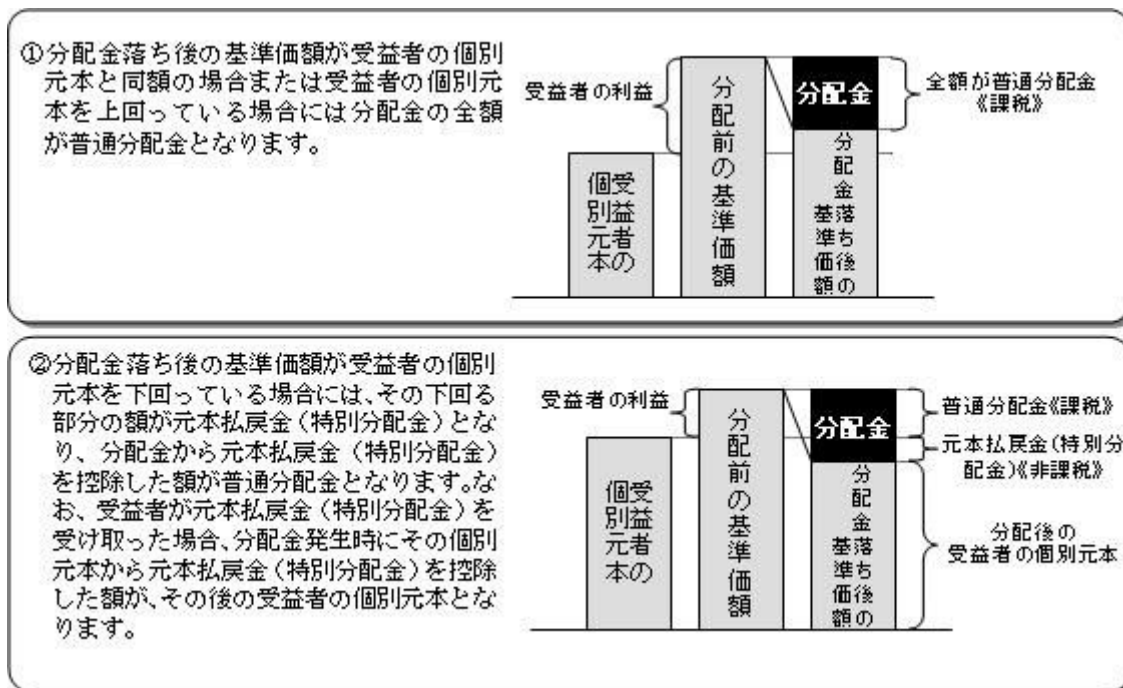 ①分配金落ち後の基準価額が受益者の個別
元本と同額の場合または受益者の個別元
本を上回っている場合には分配金の全額
が普通分配金となります。
受益者の利益
受益者の
個別元本
分配前の基準価額
分配金
分配金落ち後の
基準価額
全額が普通分配金
《課税》
②分配金落ち後の基準価額が受益者の個別
元本を下回っている場合には、その下回る
部分の額が元本払戻金(特別分配金)とな
り、分配金から元本払戻金(特別分配金)
を控除した額が普通分配金となります。な
お、受益者が元本払戻金(特別分配金)を
受け取った場合、分配金発生時にその個別
元本から元本払戻金(特別分配金)を控除
した額が、その後の受益者の個別元本とな
ります。
受益者の利益
受益者の
個別元本
分配前の基準価額
分配金
分配金落ち後の
基準価額
普通分配金《課税》
元本払戻金(特別分
配金)《非課税》
分配後の
受益者の個別元本